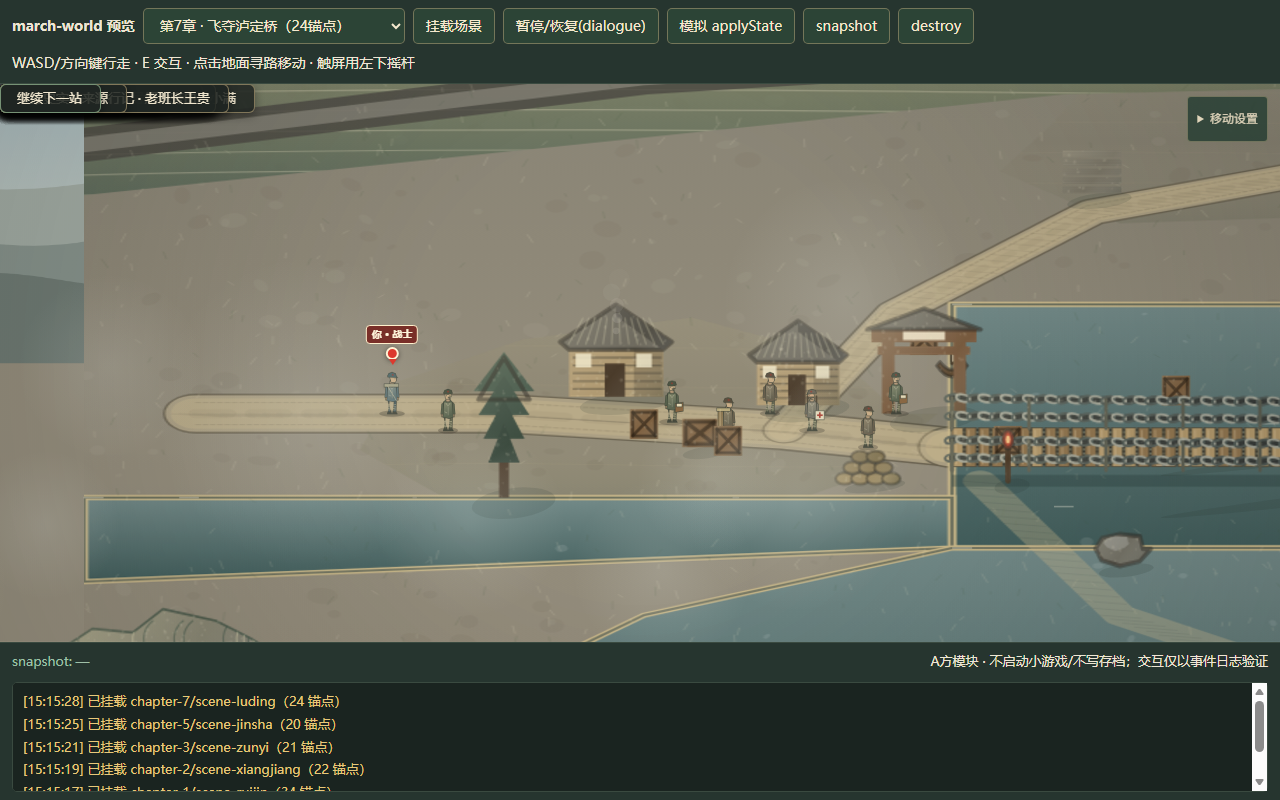 march-world 预览
第7章 · 飞夺泸定桥（24锚点）
挂载场景
暂停/恢复(dialogue)
模拟 applyState
snapshot
destroy
WASD/方向键行走 · E 交互 · 点击地面寻路移动 · 触屏用左下摇杆
继续下一站
老班长王贵
▶ 移动设置
你 · 战士
snapshot: —
A方模块 · 不启动小游戏/不写存档；交互仅以事件日志验证
[15:15:28] 已挂载 chapter-7/scene-luding（24 锚点）
[15:15:25] 已挂载 chapter-5/scene-jinsha（20 锚点）
[15:15:21] 已挂载 chapter-3/scene-zunyi（21 锚点）
[15:15:19] 已挂载 chapter-2/scene-xiangjiang（22 锚点）